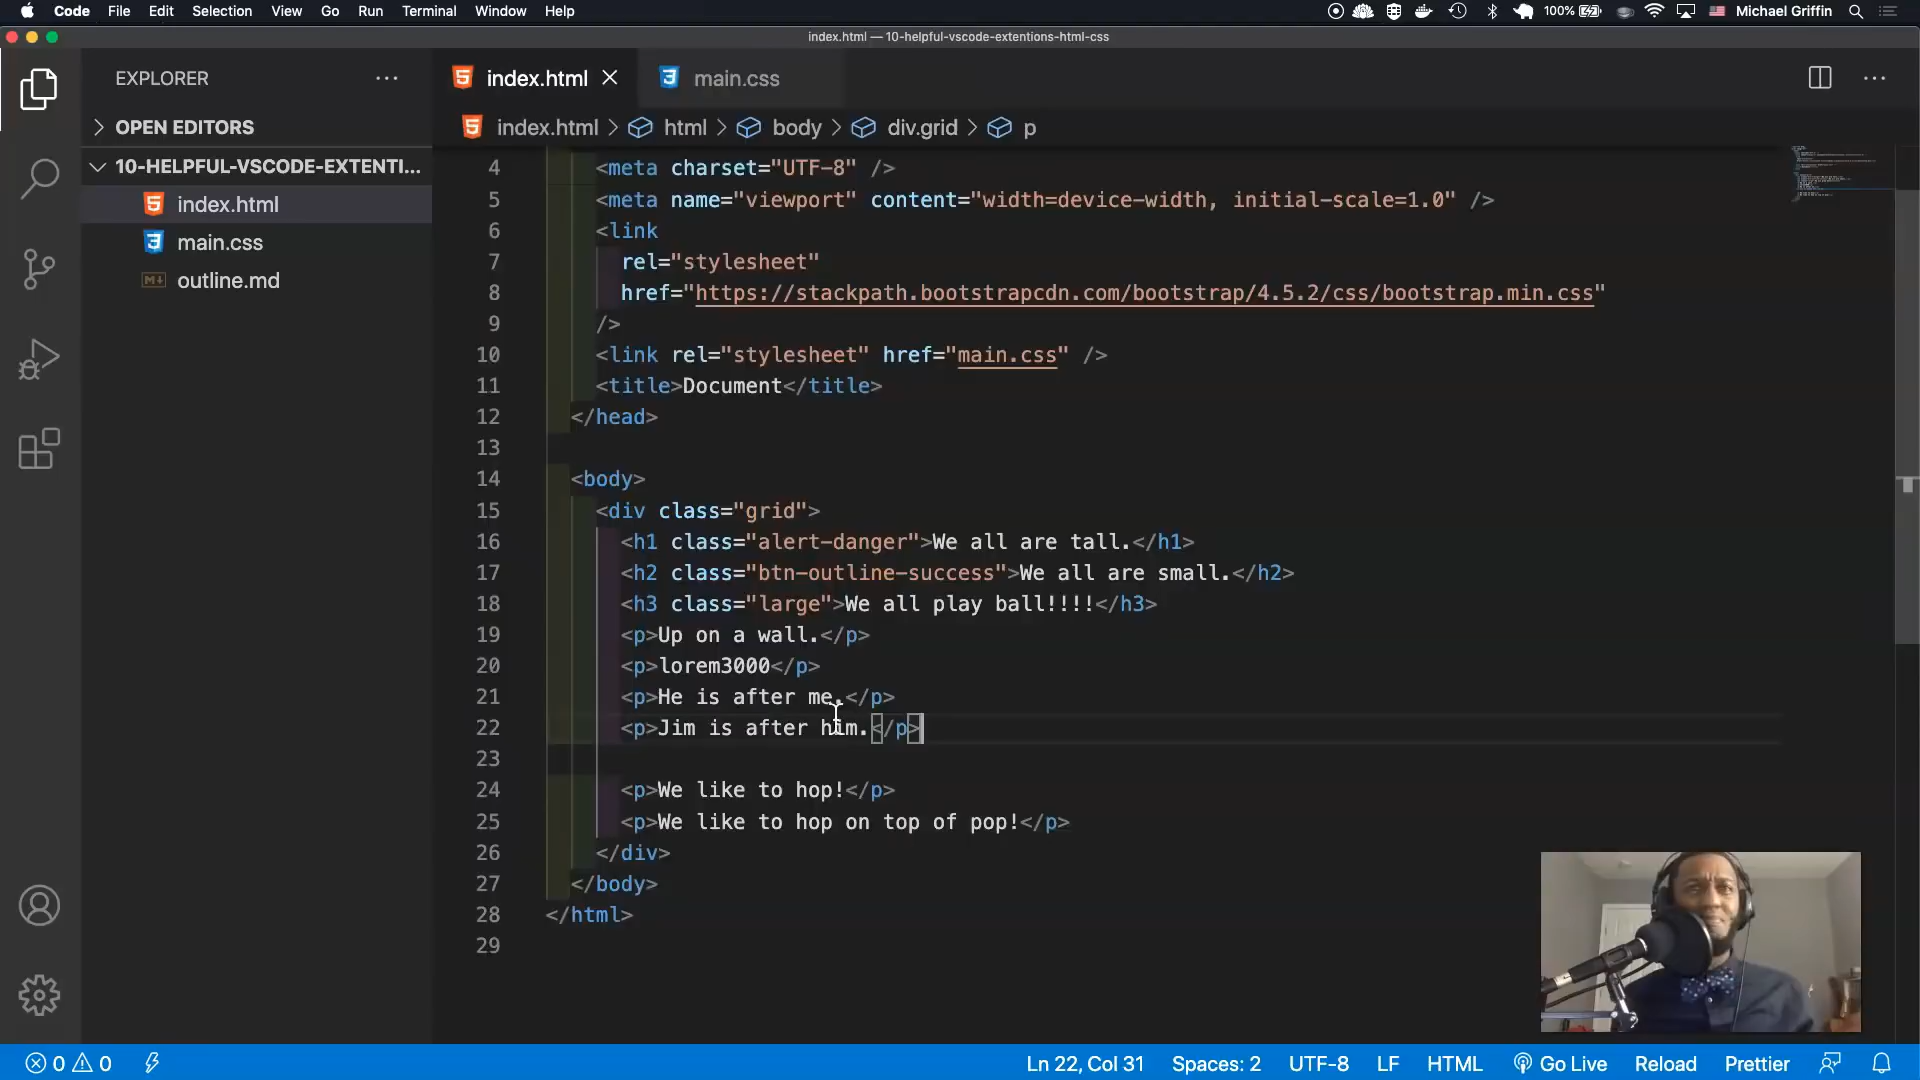 Code File Edit Selection View Go Run Terminal Window Help 100% Michael Griffin
index.html — 10-helpful-vscode-extentions-html-css
EXPLORER ···
OPEN EDITORS
10-HELPFUL-VSCODE-EXTENTI...
index.html
main.css
outline.md
index.html main.css ···
index.html > html > body > div.grid > p
4 <meta charset="UTF-8" />
5 <meta name="viewport" content="width=device-width, initial-scale=1.0" />
6 <link
7 rel="stylesheet"
8 href="https://stackpath.bootstrapcdn.com/bootstrap/4.5.2/css/bootstrap.min.css"
9 />
10 <link rel="stylesheet" href="main.css" />
11 <title>Document</title>
12 </head>
13
14 <body>
15 <div class="grid">
16 <h1 class="alert-danger">We all are tall.</h1>
17 <h2 class="btn-outline-success">We all are small.</h2>
18 <h3 class="large">We all play ball!!!!</h3>
19 <p>Up on a wall.</p>
20 <p>lorem3000</p>
21 <p>He is after me.</p>
22 <p>Jim is after him.</p>
23
24 <p>We like to hop!</p>
25 <p>We like to hop on top of pop!</p>
26 </div>
27 </body>
28 </html>
29
0 0 Ln 22, Col 31 Spaces: 2 UTF-8 LF HTML Go Live Reload Prettier